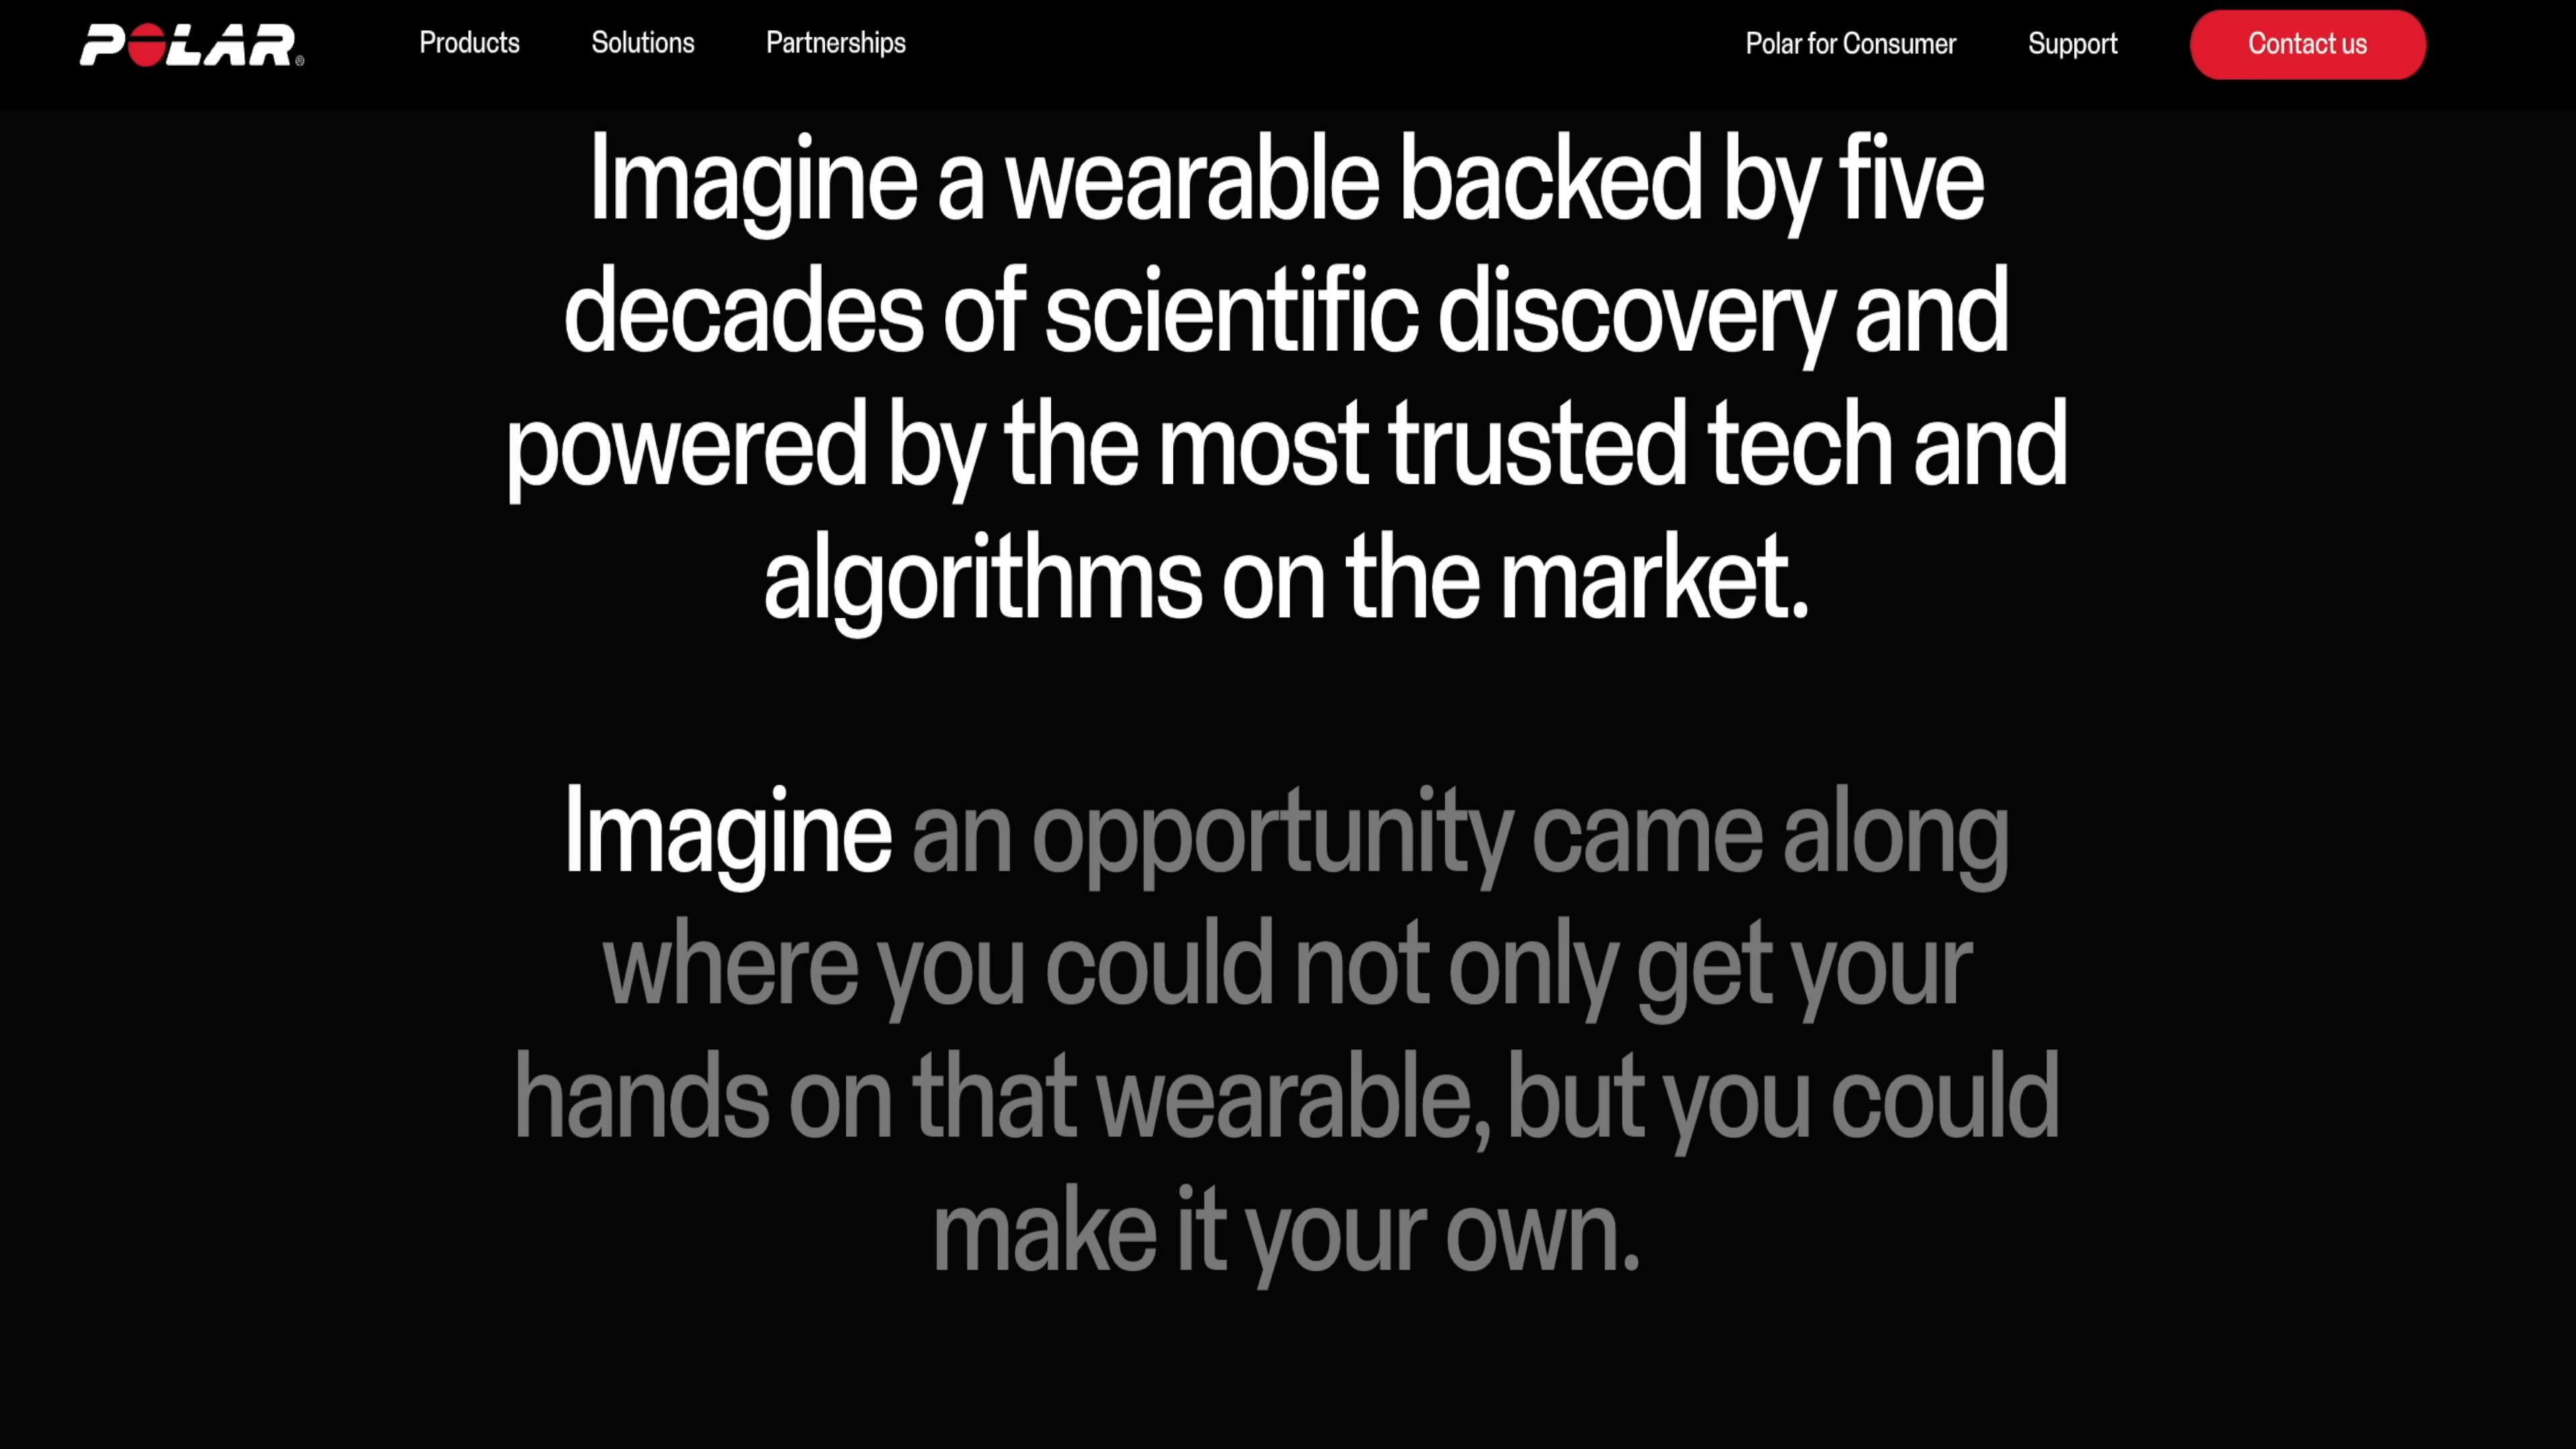 POLAR®
Products Solutions Partnerships Polar for Consumer Support Contact us
Imagine a wearable backed by five
decades of scientific discovery and
powered by the most trusted tech and
algorithms on the market.
Imagine an opportunity came along
where you could not only get your
hands on that wearable, but you could
make it your own.